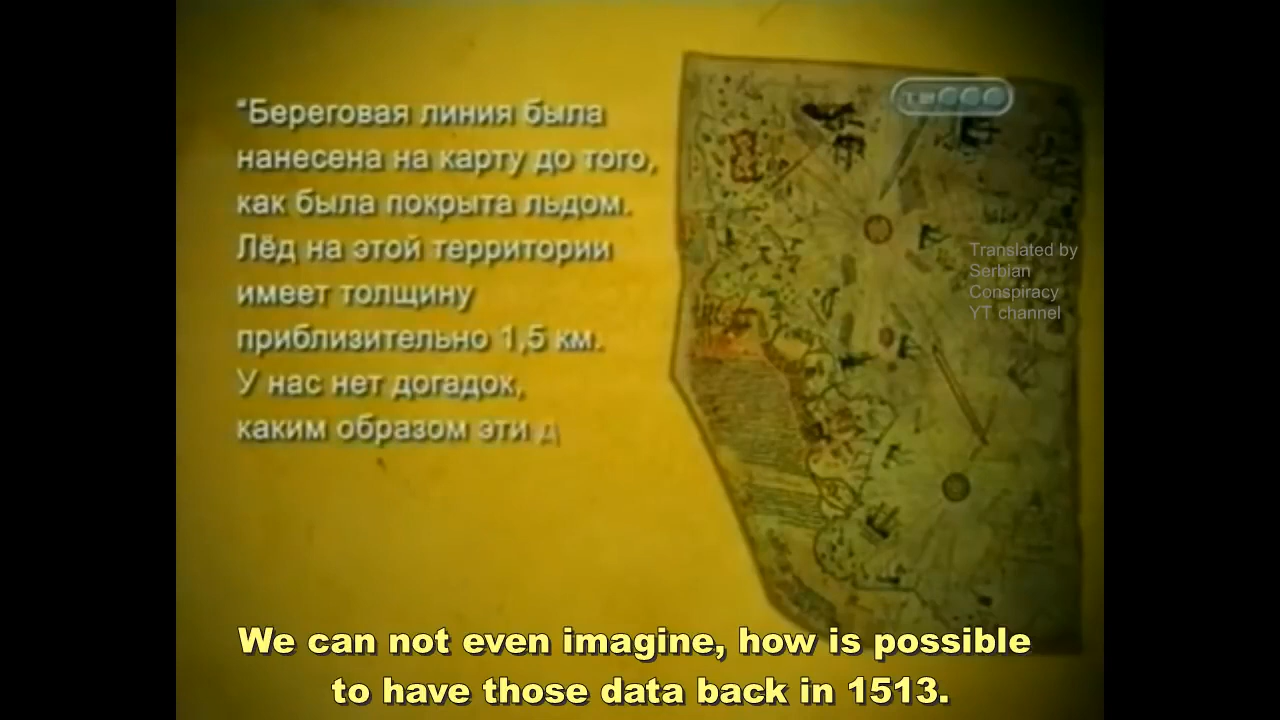 “Береговая линия была
нанесена на карту до того,
как была покрыта льдом.
Лёд на этой территории
имеет толщину
приблизительно 1,5 км.
У нас нет догадок,
каким образом эти д
Translated by
Serbian
Conspiracy
YT channel
We can not even imagine, how is possible
to have those data back in 1513.